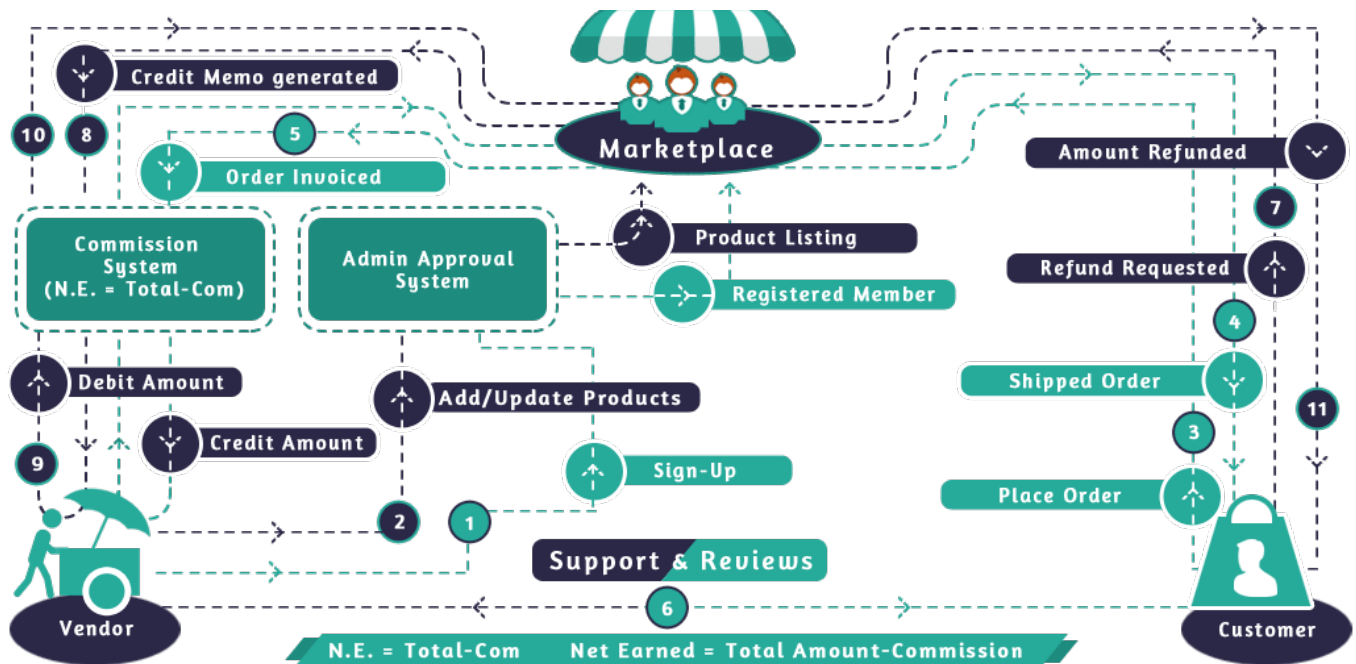 Credit Memo generated
10
8
5
Order Invoiced
Marketplace
Amount Refunded
7
Product Listing
Refund Requested
Commission
System
(N.E. = Total-Com)
Admin Approval
System
Registered Member
4
Debit Amount
Add/Update Products
Shipped Order
11
Credit Amount
3
9
Sign-Up
Place Order
2
1
Support & Reviews
6
Vendor
Customer
N.E. = Total-Com Net Earned = Total Amount-Commission